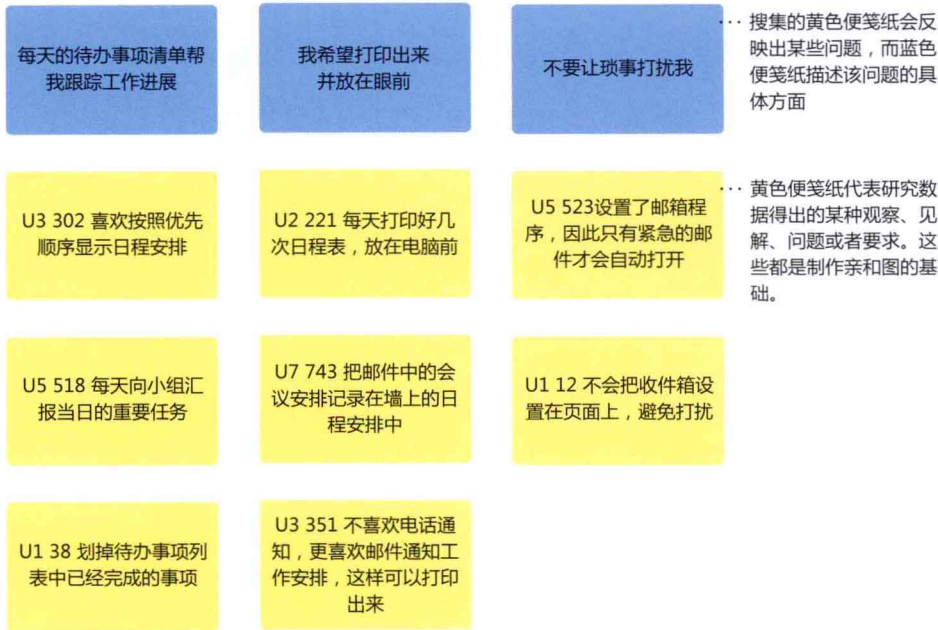 每天的待办事项清单帮
我跟踪工作进展
我希望打印出来
并放在眼前
不要让琐事打扰我
··· 搜集的黄色便笺纸会反
映出某些问题，而蓝色
便笺纸描述该问题的具
体方面
U3 302 喜欢按照优先
顺序显示日程安排
U2 221 每天打印好几
次日程表，放在电脑前
U5 523设置了邮箱程
序，因此只有紧急的邮
件才会自动打开
··· 黄色便笺纸代表研究数
据得出的某种观察、见
解、问题或者要求。这
些都是制作亲和图的基
础。
U5 518 每天向小组汇
报当日的重要任务
U7 743 把邮件中的会
议安排记录在墙上的日
程安排中
U1 12 不会把收件箱设
置在页面上，避免打扰
U1 38 划掉待办事项列
表中已经完成的事项
U3 351 不喜欢电话通
知，更喜欢邮件通知工
作安排，这样可以打印
出来